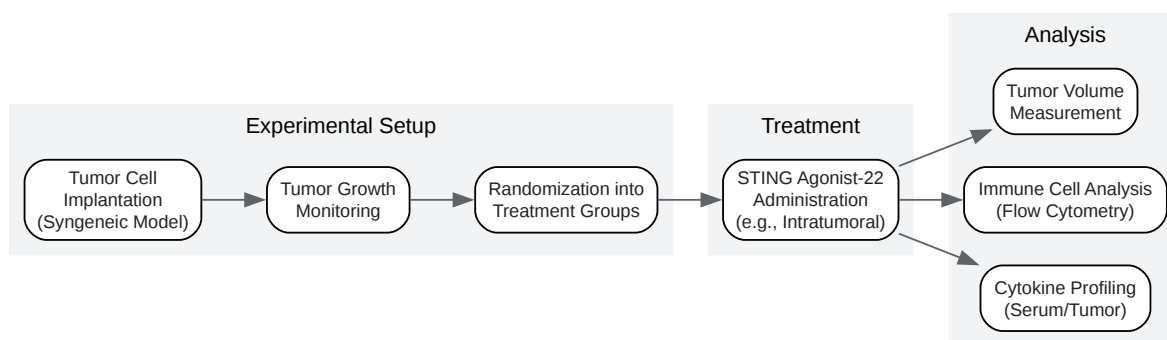 Experimental Setup
Tumor Cell
Implantation
(Syngeneic Model)
Tumor Growth
Monitoring
Randomization into
Treatment Groups
Treatment
STING Agonist-22
Administration
(e.g., Intratumoral)
Analysis
Tumor Volume
Measurement
Immune Cell Analysis
(Flow Cytometry)
Cytokine Profiling
(Serum/Tumor)